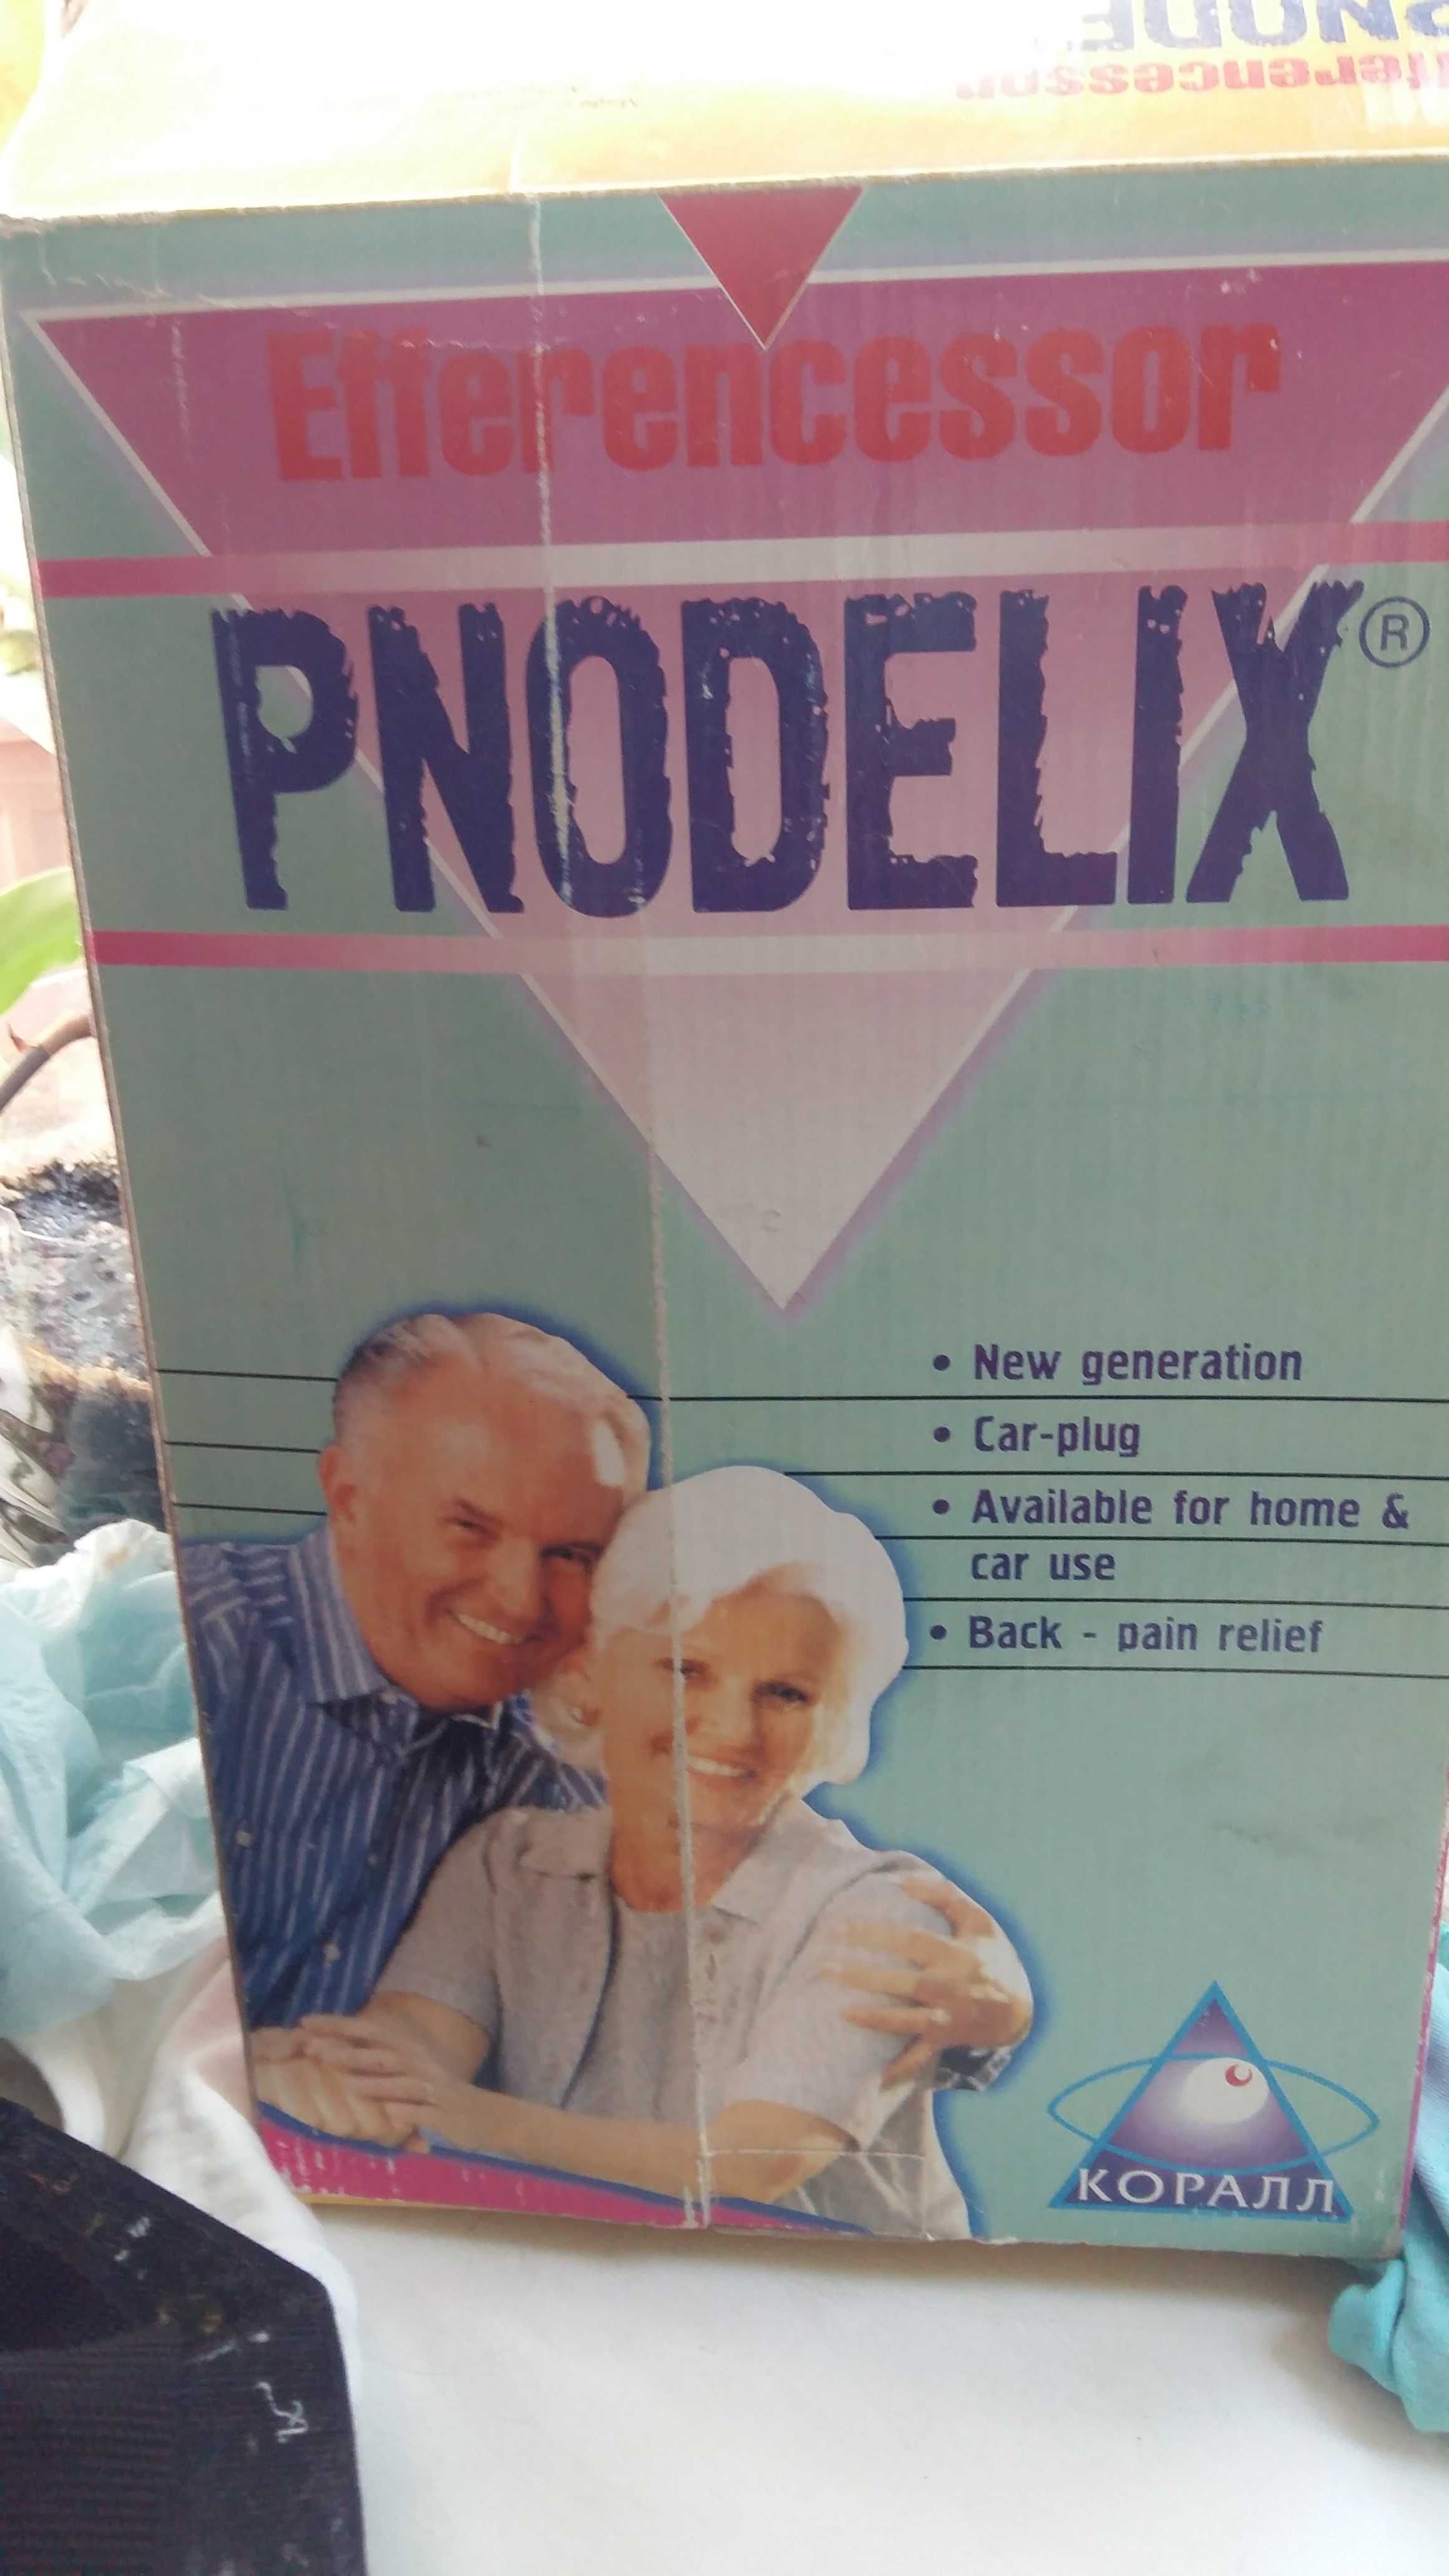 Efferencessor
PNODELIX®
• New generation
• Car-plug
• Available for home &
car use
• Back - pain relief
КОРАЛЛ